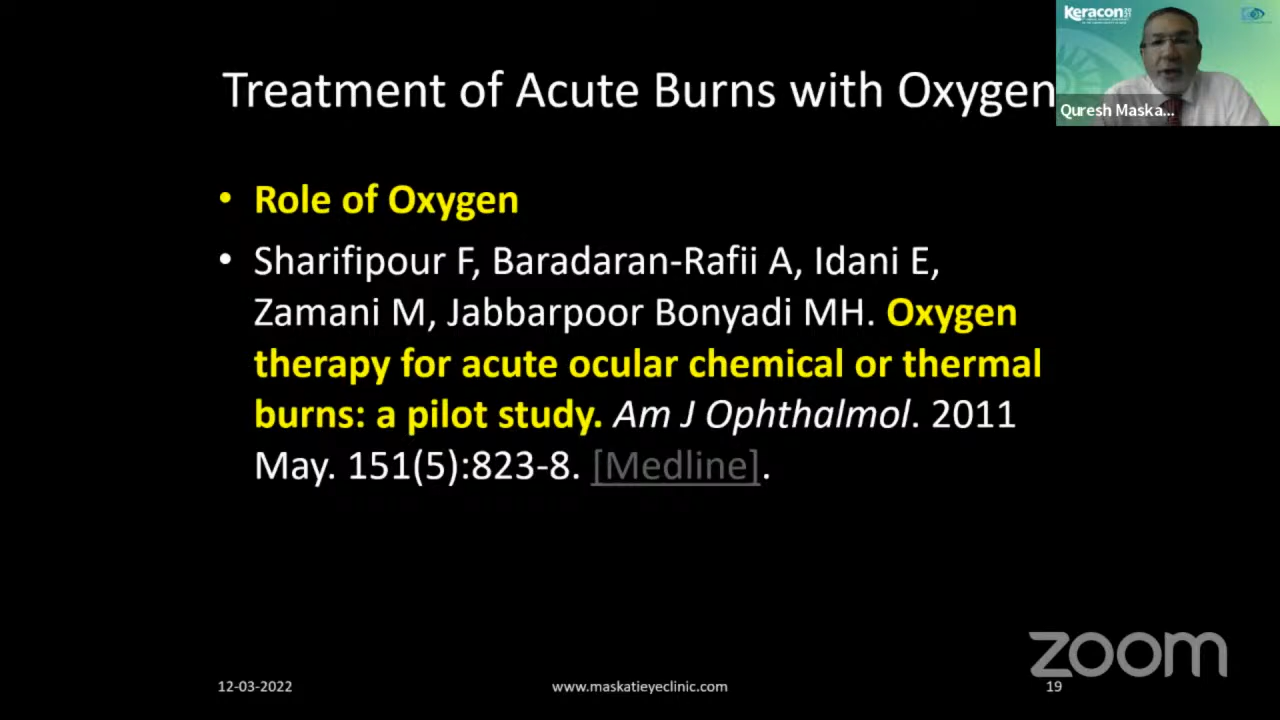 Keracon
Quresh Maska...
Treatment of Acute Burns with Oxygen
• Role of Oxygen
• Sharifipour F, Baradaran-Rafii A, Idani E,
Zamani M, Jabbarpoor Bonyadi MH. Oxygen
therapy for acute ocular chemical or thermal
burns: a pilot study. Am J Ophthalmol. 2011
May. 151(5):823-8. [Medline].
zoom
12-03-2022
www.maskatieyeclinic.com
19